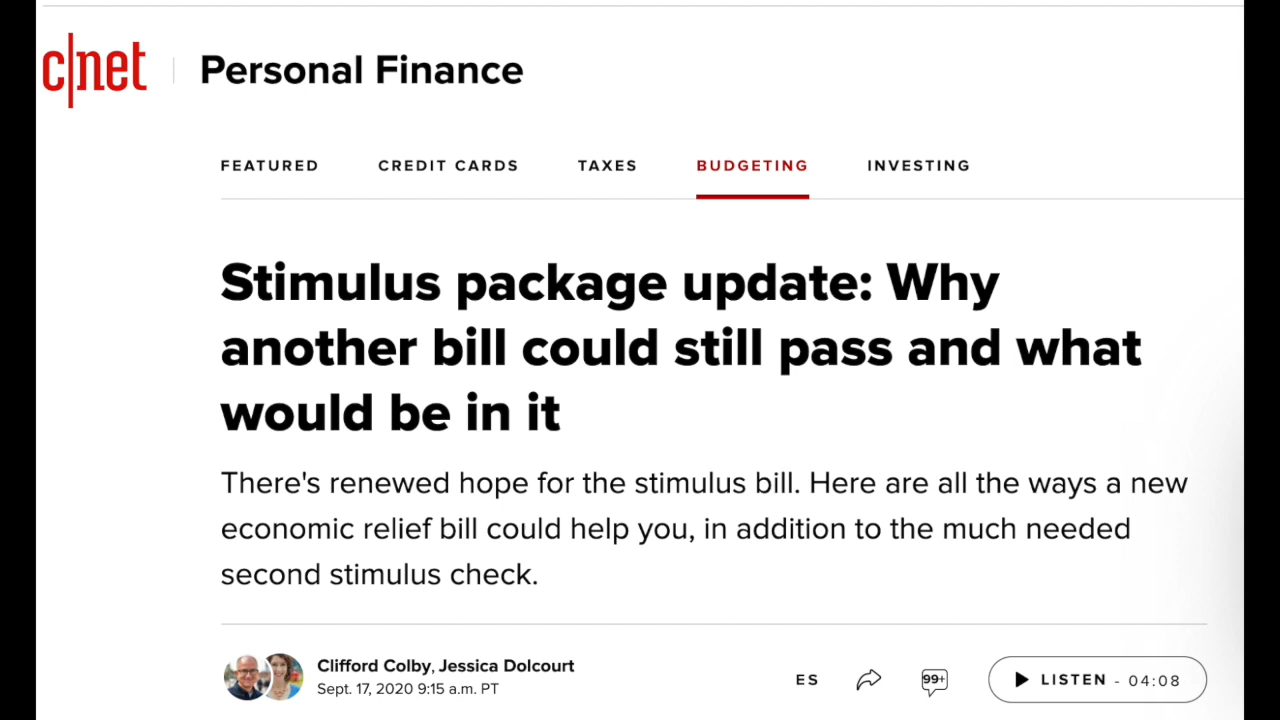 c|net Personal Finance
FEATURED CREDIT CARDS TAXES BUDGETING INVESTING
Stimulus package update: Why
another bill could still pass and what
would be in it
There's renewed hope for the stimulus bill. Here are all the ways a new
economic relief bill could help you, in addition to the much needed
second stimulus check.
Clifford Colby, Jessica Dolcourt
Sept. 17, 2020 9:15 a.m. PT
ES 99+ LISTEN - 04:08